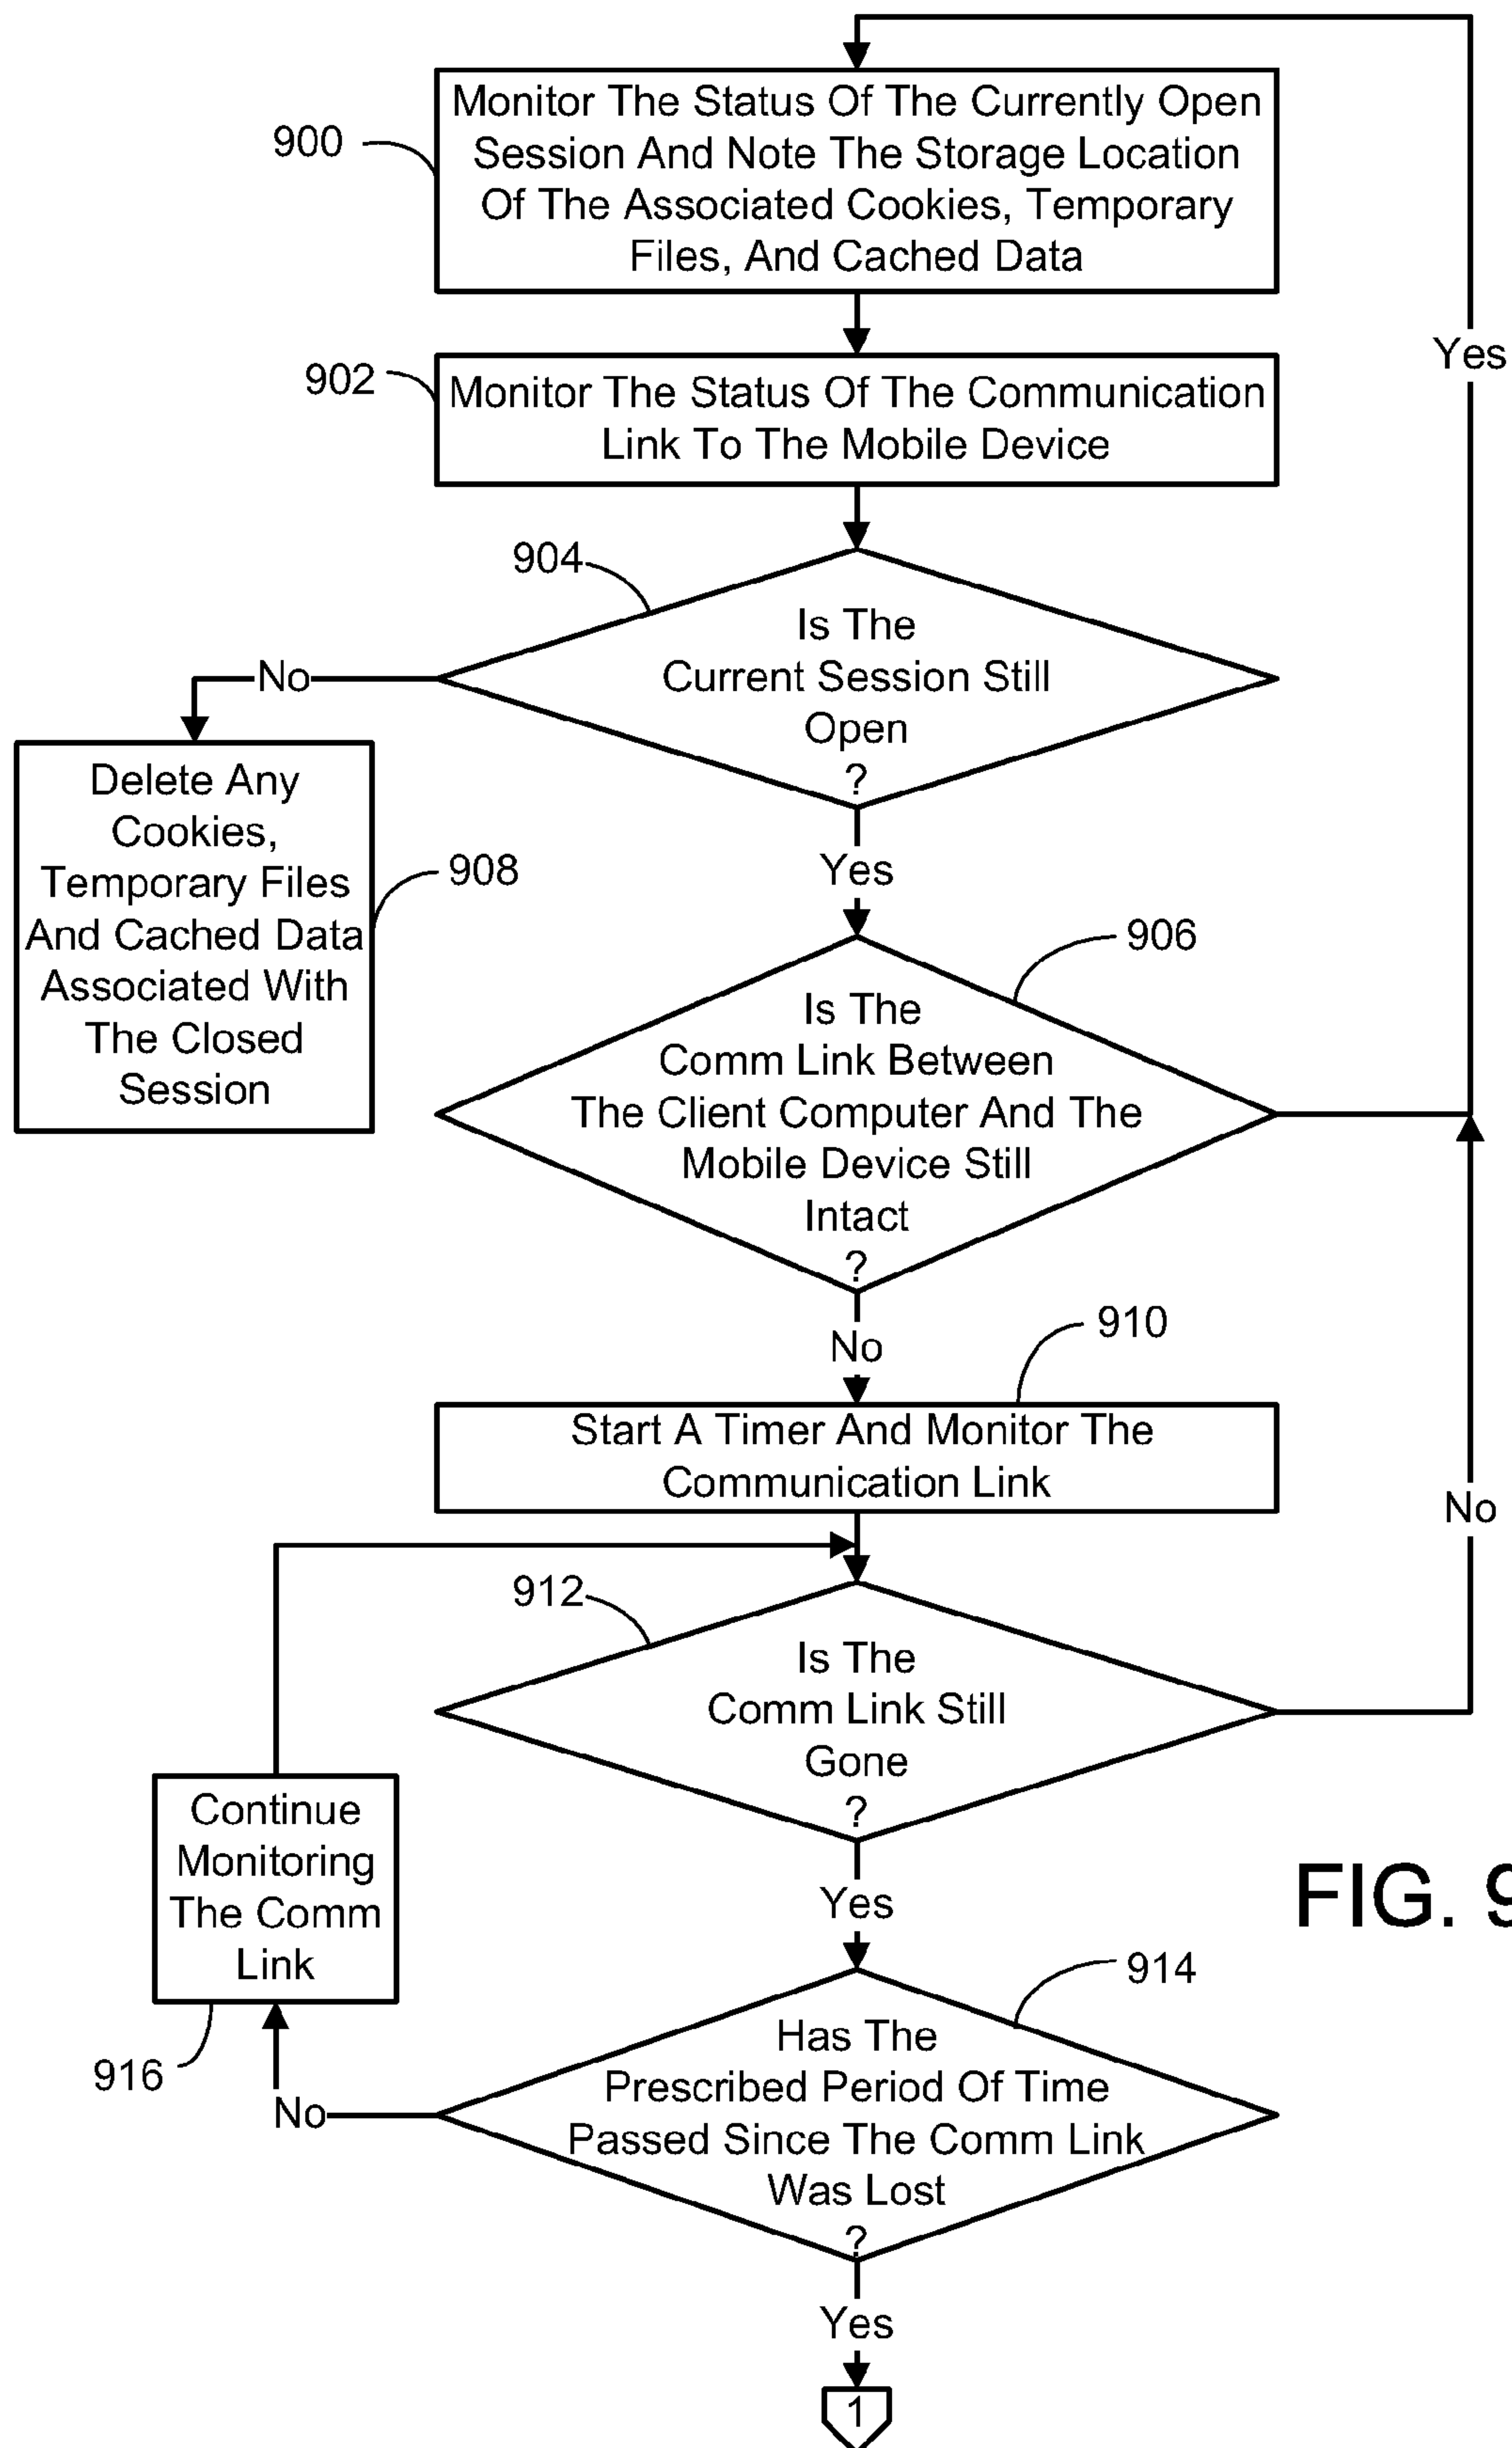 900
Monitor The Status Of The Currently Open
Session And Note The Storage Location
Of The Associated Cookies, Temporary
Files, And Cached Data
Yes
902
Monitor The Status Of The Communication
Link To The Mobile Device
904
Is The
Current Session Still
Open
?
No
Delete Any
Cookies,
Temporary Files
And Cached Data
Associated With
The Closed
Session
908
Yes
906
Is The
Comm Link Between
The Client Computer And The
Mobile Device Still
Intact
?
No
910
Start A Timer And Monitor The
Communication Link
No
912
Is The
Comm Link Still
Gone
?
Continue
Monitoring
The Comm
Link
916
Yes
FIG. 9
914
Has The
Prescribed Period Of Time
Passed Since The Comm Link
Was Lost
?
No
Yes
1